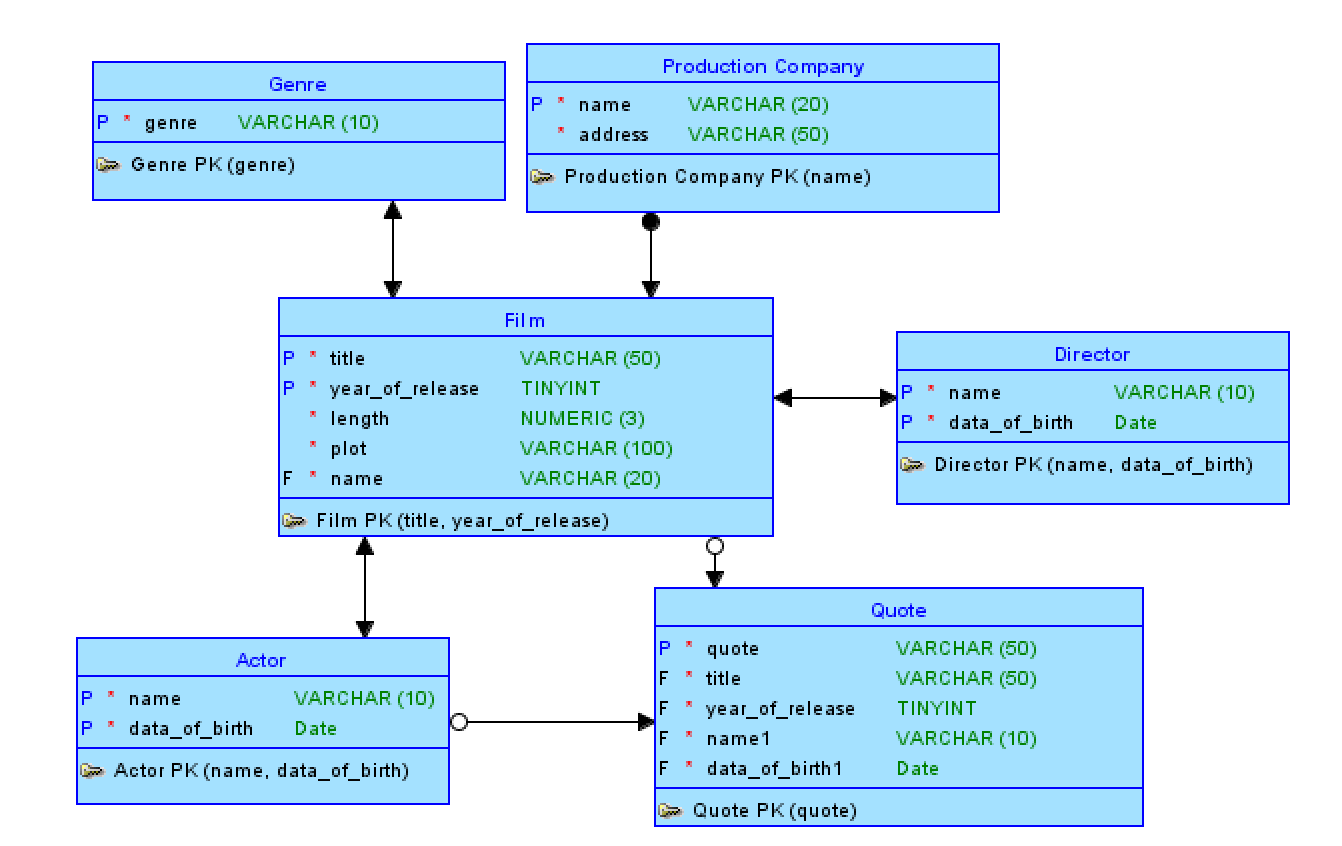 Genre
P * genre VARCHAR (10)
Genre PK (genre)
Production Company
P * name VARCHAR (20)
* address VARCHAR (50)
Production Company PK (name)
Film
P * title VARCHAR (50)
P * year_of_release TINYINT
* length NUMERIC (3)
* plot VARCHAR (100)
F * name VARCHAR (20)
Film PK (title, year_of_release)
Director
P * name VARCHAR (10)
P * data_of_birth Date
Director PK (name, data_of_birth)
Actor
P * name VARCHAR (10)
P * data_of_birth Date
Actor PK (name, data_of_birth)
Quote
P * quote VARCHAR (50)
F * title VARCHAR (50)
F * year_of_release TINYINT
F * name1 VARCHAR (10)
F * data_of_birth1 Date
Quote PK (quote)